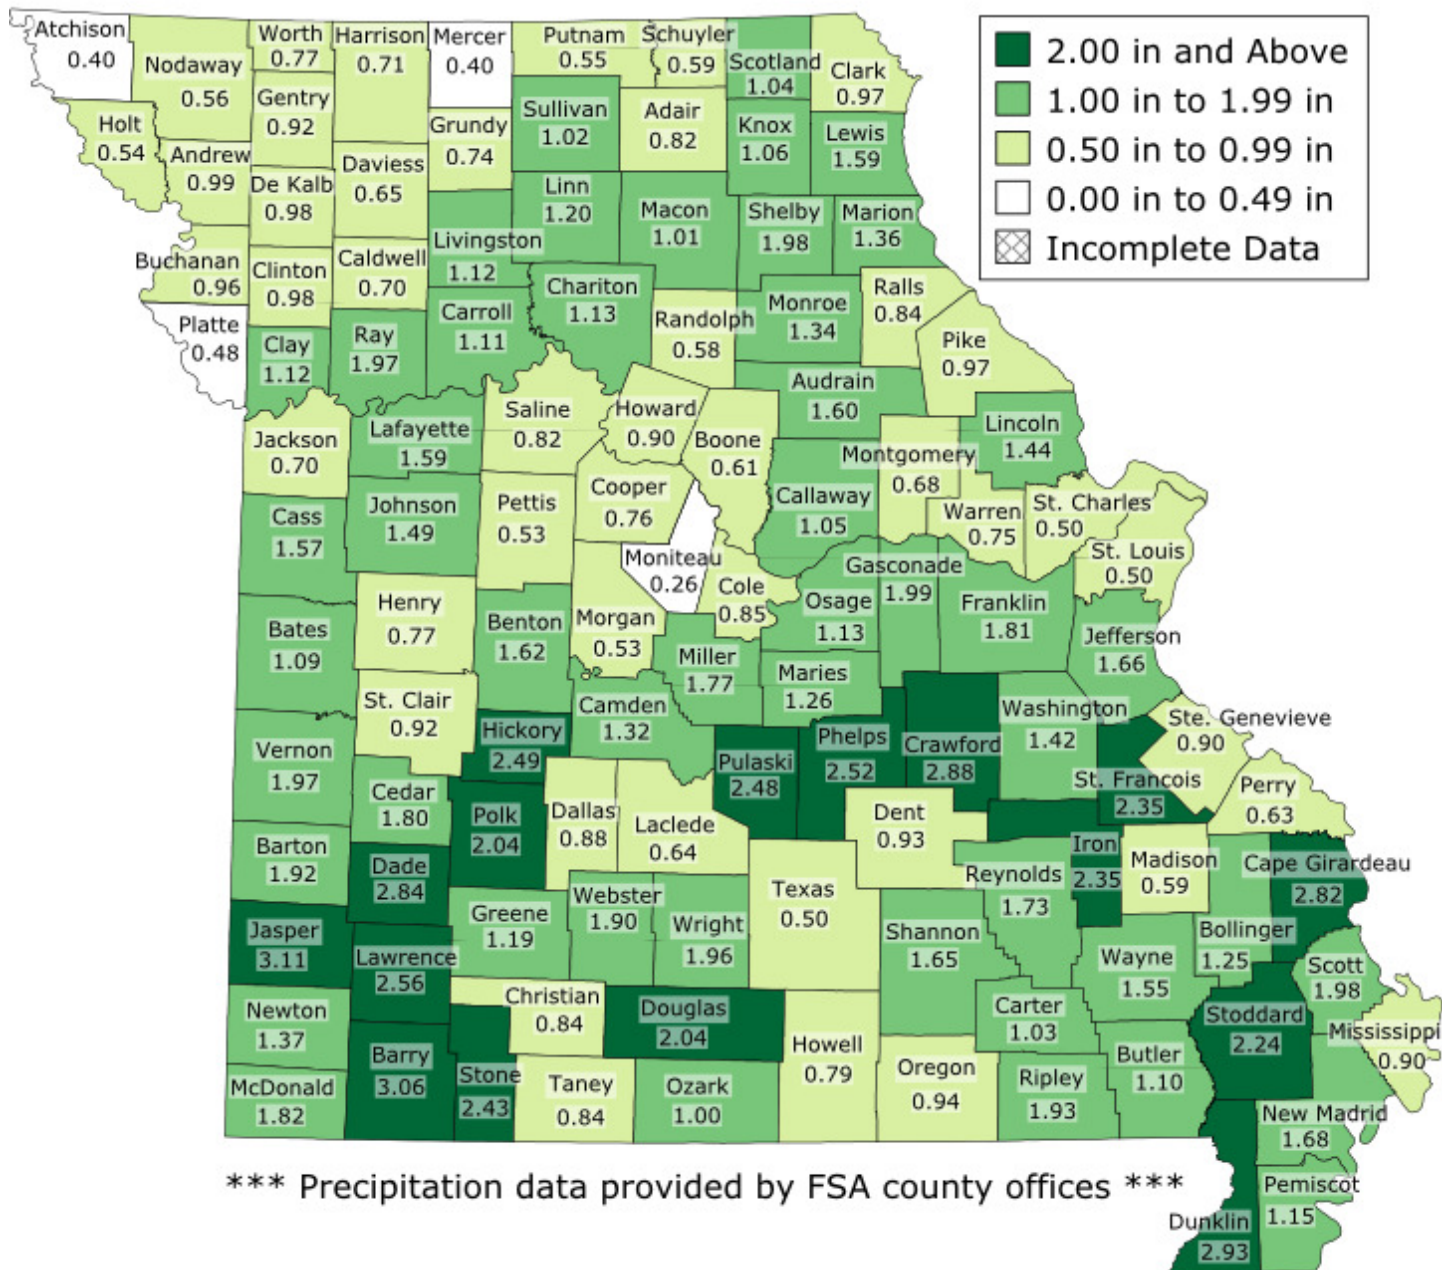 2.00 in and Above
1.00 in to 1.99 in
0.50 in to 0.99 in
0.00 in to 0.49 in
Incomplete Data
Atchison
0.40
Nodaway
0.56
Worth
0.77
Harrison
0.71
Mercer
0.40
Putnam
0.55
Schuyler
0.59
Scotland
1.04
Clark
0.97
Holt
0.54
Andrew
0.99
Gentry
0.92
De Kalb
0.98
Daviess
0.65
Grundy
0.74
Sullivan
1.02
Adair
0.82
Knox
1.06
Lewis
1.59
Linn
1.20
Macon
1.01
Shelby
1.98
Marion
1.36
Livingston
1.12
Buchanan
0.96
Clinton
0.98
Caldwell
0.70
Chariton
1.13
Carroll
1.11
Randolph
0.58
Monroe
1.34
Ralls
0.84
Pike
0.97
Platte
0.48
Clay
1.12
Ray
1.97
Audrain
1.60
Lincoln
1.44
Jackson
0.70
Lafayette
1.59
Saline
0.82
Howard
0.90
Boone
0.61
Montgomery
0.68
Callaway
1.05
Warren
0.75
St. Charles
0.50
St. Louis
0.50
Cass
1.57
Johnson
1.49
Pettis
0.53
Cooper
0.76
Moniteau
0.26
Cole
0.85
Gasconade
1.99
Osage
1.13
Franklin
1.81
Jefferson
1.66
Bates
1.09
Henry
0.77
Benton
1.62
Morgan
0.53
Miller
1.77
Maries
1.26
St. Clair
0.92
Camden
1.32
Washington
1.42
Ste. Genevieve
0.90
Vernon
1.97
Hickory
2.49
Pulaski
2.48
Phelps
2.52
Crawford
2.88
St. Francois
2.35
Perry
0.63
Cedar
1.80
Polk
2.04
Dallas
0.88
Laclede
0.64
Dent
0.93
Iron
2.35
Madison
0.59
Cape Girardeau
2.82
Barton
1.92
Dade
2.84
Greene
1.19
Webster
1.90
Wright
1.96
Texas
0.50
Reynolds
1.73
Shannon
1.65
Wayne
1.55
Bollinger
1.25
Scott
1.98
Jasper
3.11
Lawrence
2.56
Christian
0.84
Douglas
2.04
Howell
0.79
Carter
1.03
Stoddard
2.24
Mississippi
0.90
Newton
1.37
Barry
3.06
Stone
2.43
Taney
0.84
Ozark
1.00
Oregon
0.94
Ripley
1.93
Butler
1.10
McDonald
1.82
New Madrid
1.68
Pemiscot
1.15
Dunklin
2.93
*** Precipitation data provided by FSA county offices ***